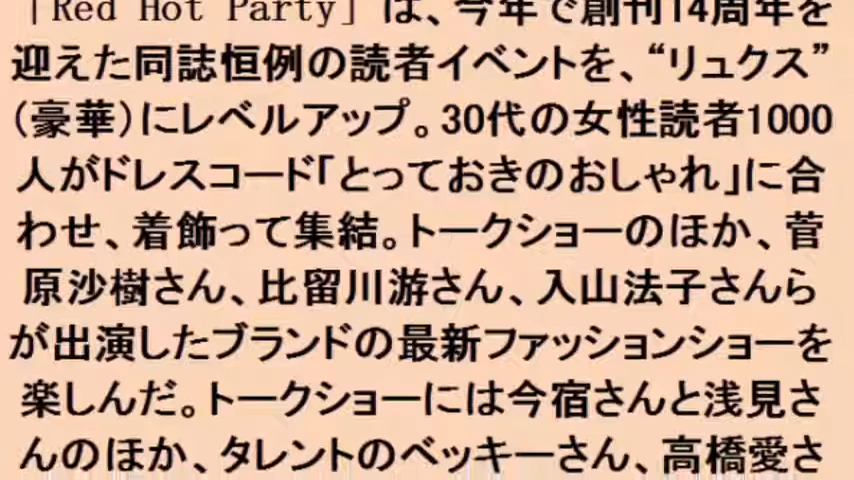 「Red Hot Party」は、今年で創刊14周年を
迎えた同誌恒例の読者イベントを、“リュクス”
（豪華）にレベルアップ。30代の女性読者1000
人がドレスコード「とっておきのおしゃれ」に合
わせ、着飾って集結。トークショーのほか、菅
原沙樹さん、比留川游さん、入山法子さんら
が出演したブランドの最新ファッションショーを
楽しんだ。トークショーには今宿さんと浅見さ
んのほか、タレントのベッキーさん、高橋愛さ